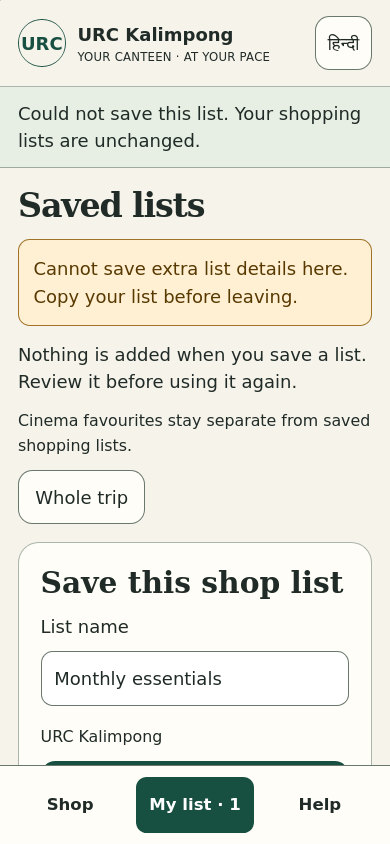 URC
URC Kalimpong
YOUR CANTEEN · AT YOUR PACE
हिन्दी
Could not save this list. Your shopping
lists are unchanged.
Saved lists
Cannot save extra list details here.
Copy your list before leaving.
Nothing is added when you save a list.
Review it before using it again.
Cinema favourites stay separate from saved
shopping lists.
Whole trip
Save this shop list
List name
Monthly essentials
URC Kalimpong
Shop
My list · 1
Help